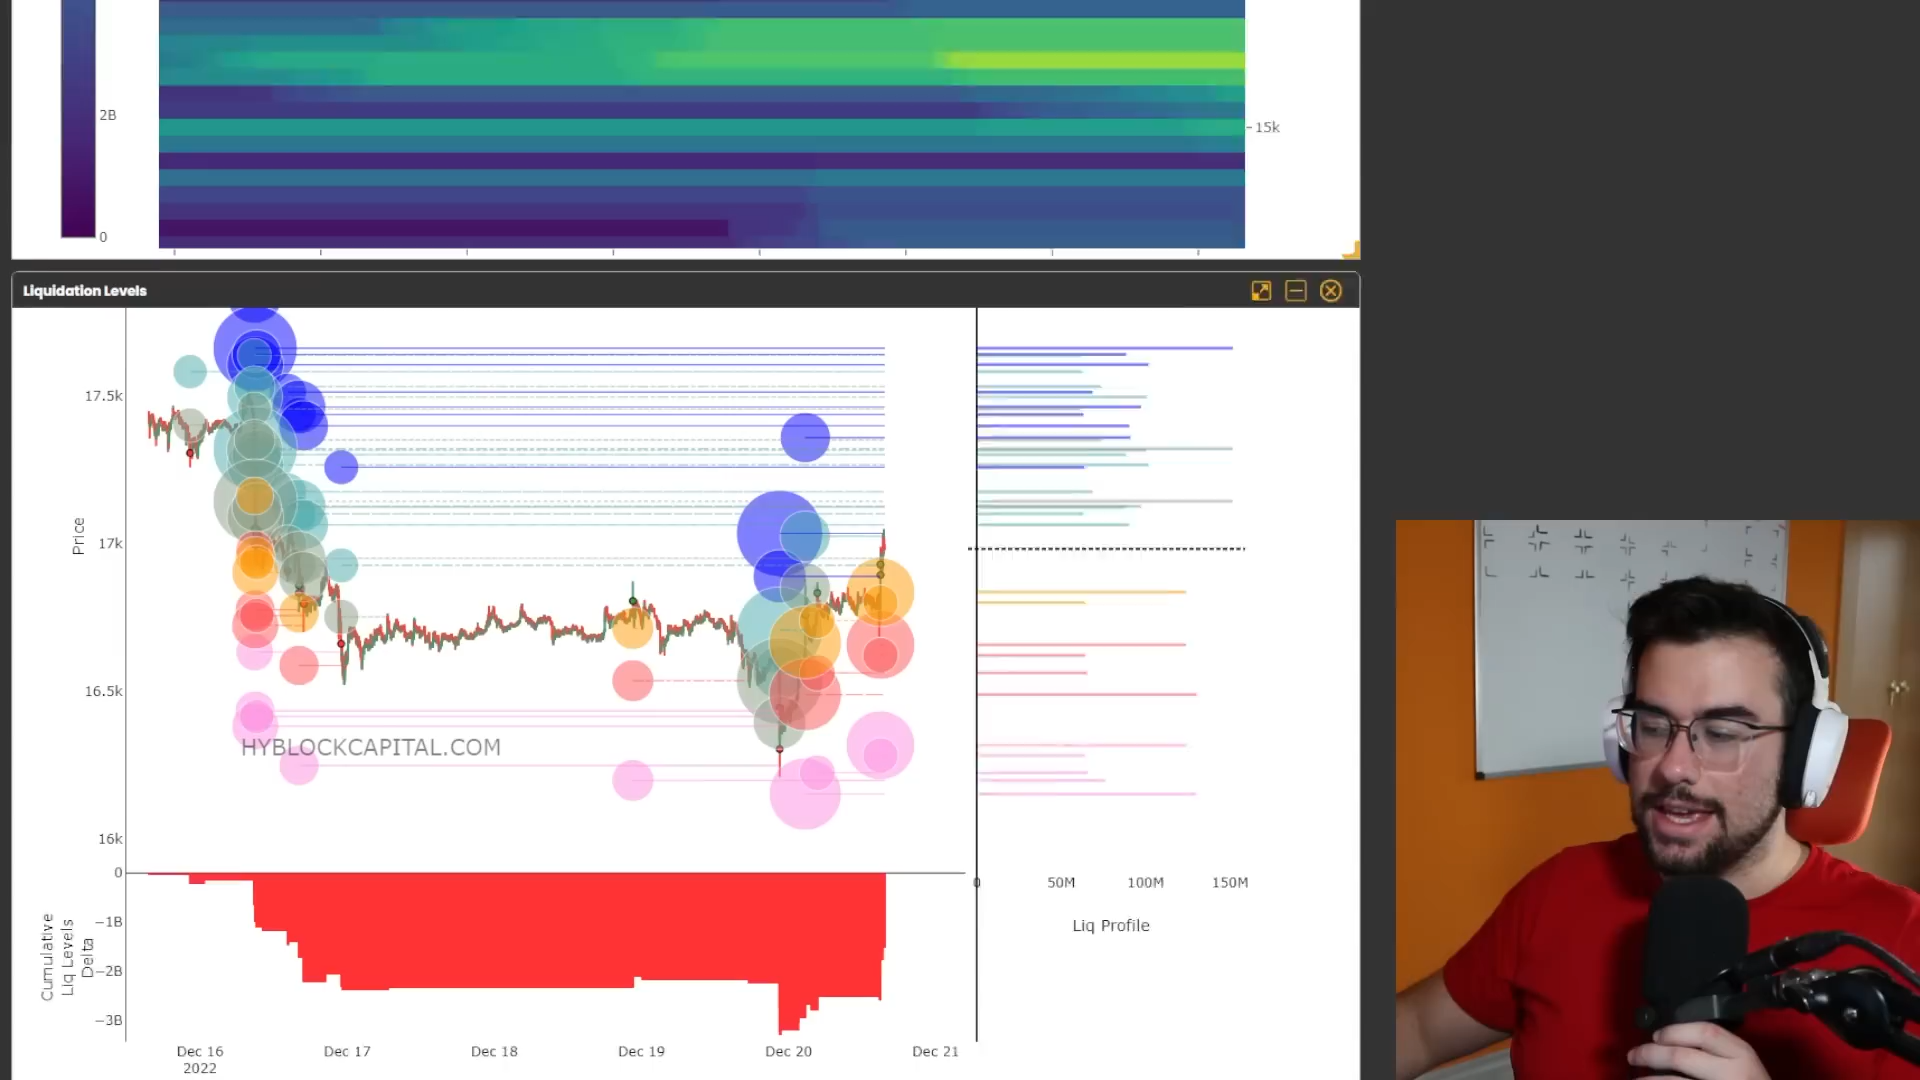 2B
0
15k
Liquidation Levels
17.5k
17k
16.5k
16k
Price
HYBLOCKCAPITAL.COM
0
−1B
−2B
−3B
Cumulative
Liq Levels
Delta
Dec 16
2022
Dec 17
Dec 18
Dec 19
Dec 20
Dec 21
0
50M
100M
150M
Liq Profile